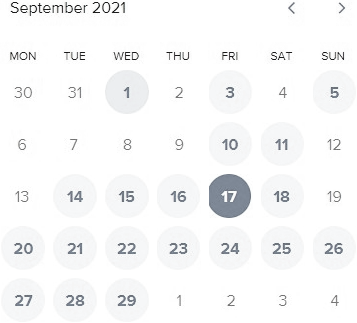 September 2021
MON TUE WED THU FRI SAT SUN
30 31 1 2 3 4 5
6 7 8 9 10 11 12
13 14 15 16 17 18 19
20 21 22 23 24 25 26
27 28 29 1 2 3 4